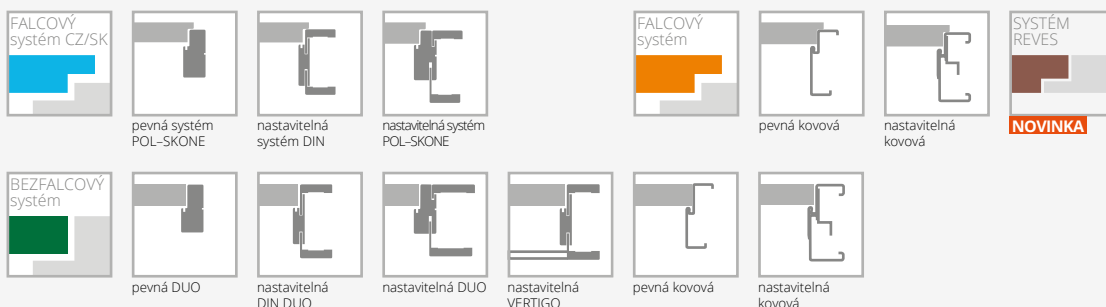 FALCOVÝ
systém CZ/SK
pevná systém
POL–SKONE
nastavitelná
systém DIN
nastavitelná systém
POL–SKONE
FALCOVÝ
systém
pevná kovová
nastavitelná
kovová
SYSTÉM
REVES
NOVINKA
BEZFALCOVÝ
systém
pevná DUO
nastavitelná
DIN DUO
nastavitelná DUO
nastavitelná
VERTIGO
pevná kovová
nastavitelná
kovová